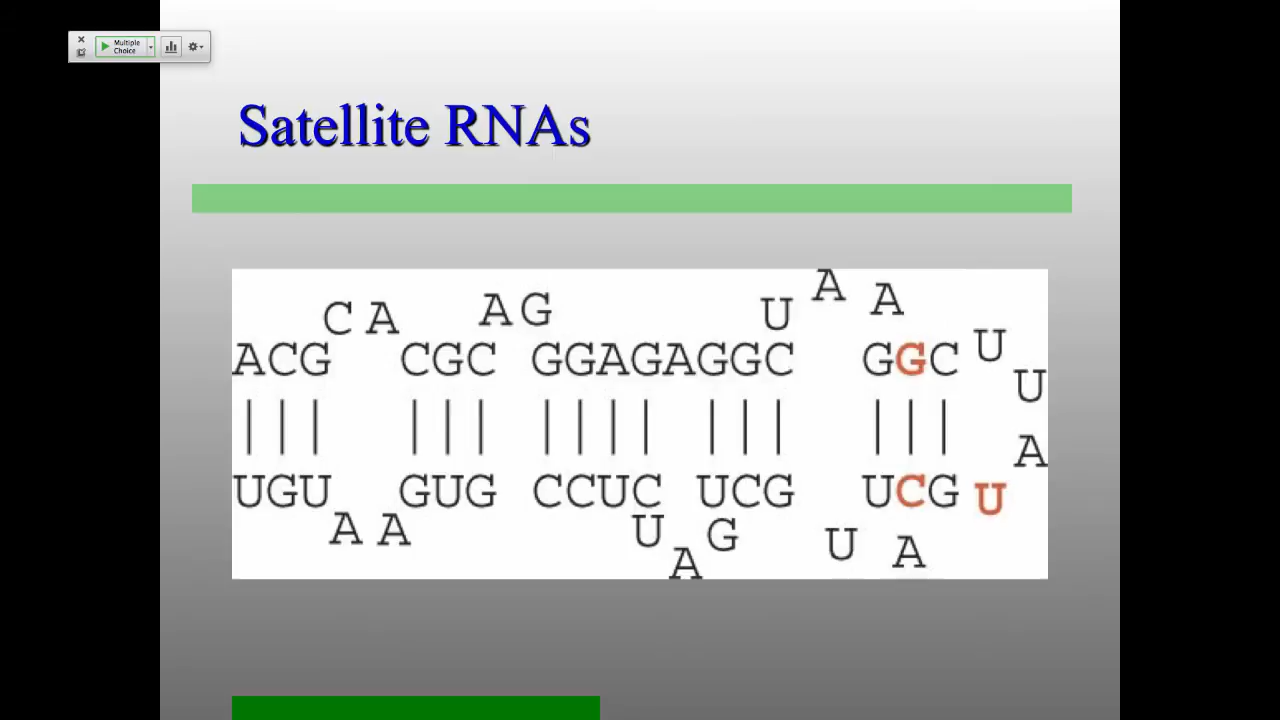 Multiple
Choice
Satellite RNAs
A
U A
C A A G U
ACG CGC GGAGAGGC GGC U
A
UGU GUG CCUC UCG UCG U
A A U G U A
A